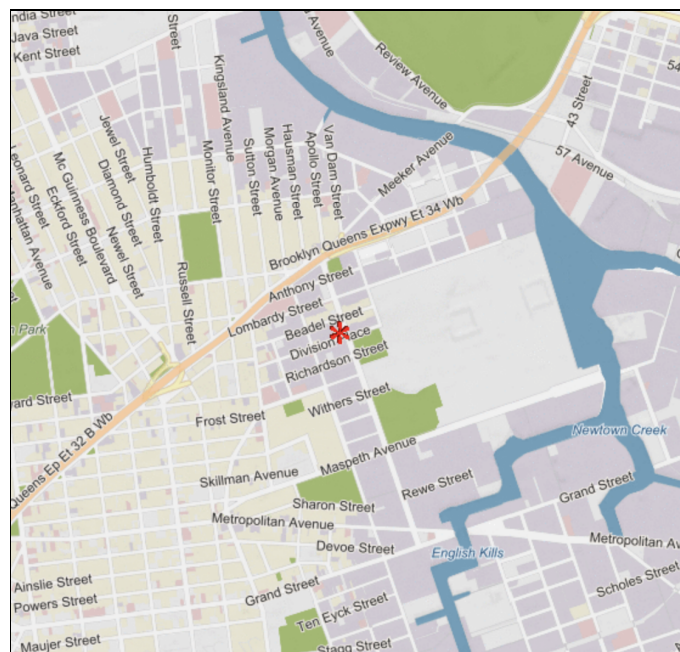 ndia Street
Java Street
Kent Street
Street
Kingsland Avenue
Avenue
Review Avenue
54
43 Street
57 Avenue
Meeker Avenue
Van Dam Street
Apollo Street
Hausman Street
Morgan Avenue
Sutton Street
Monitor Street
Humboldt Street
Jewel Street
Diamond Street
Newel Street
Mc Guinness Boulevard
Eckford Street
eonard Street
Manhattan Avenue
Russell Street
Brooklyn Queens Expwy Et 34 Wb
Anthony Street
Lombardy Street
Beadel Street
Division Place
Richardson Street
n Park
Withers Street
Frost Street
Queens Ep Et 32 B Wb
Maspeth Avenue
Newtown Creek
Skillman Avenue
Rewe Street
Grand Street
Sharon Street
Metropolitan Avenue
Devoe Street
English Kills
Metropolitan Av
Ainslie Street
Grand Street
Scholes Street
Powers Street
Ten Eyck Street
Maujer Street
Stagg Street